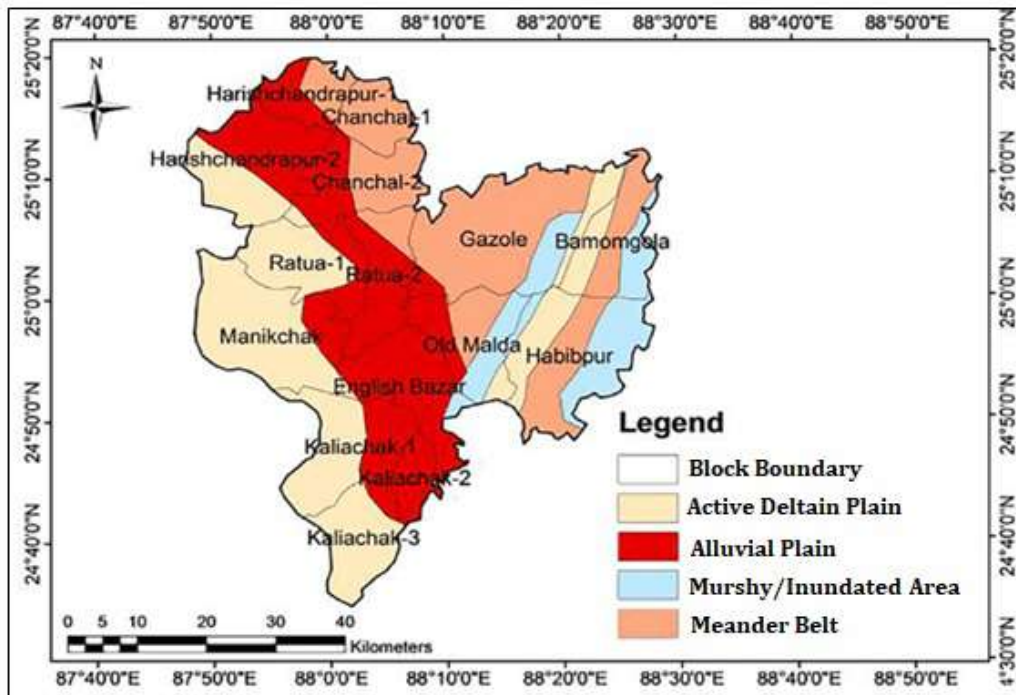 87°40'0"E 87°50'0"E 88°0'0"E 88°10'0"E 88°20'0"E 88°30'0"E 88°40'0"E 88°50'0"E
25°20'0"N
25°10'0"N
25°0'0"N
24°50'0"N
24°40'0"N
N
Harishchandrapur-1
Chanchal-1
Harishchandrapur-2
Chanchal-2
Gazole
Bamomgola
Ratua-1
Ratua-2
Manikchak
Old Malda
Habibpur
English Bazar
Kaliachak-1
Kaliachak-2
Kaliachak-3
Legend
Block Boundary
Active Deltain Plain
Alluvial Plain
Murshy/Inundated Area
Meander Belt
0 5 10 20 30 40
Kilometers
25°20'0"N
25°10'0"N
25°0'0"N
24°50'0"N
24°40'0"N
4°30'0"N
87°40'0"E 87°50'0"E 88°0'0"E 88°10'0"E 88°20'0"E 88°30'0"E 88°40'0"E 88°50'0"E